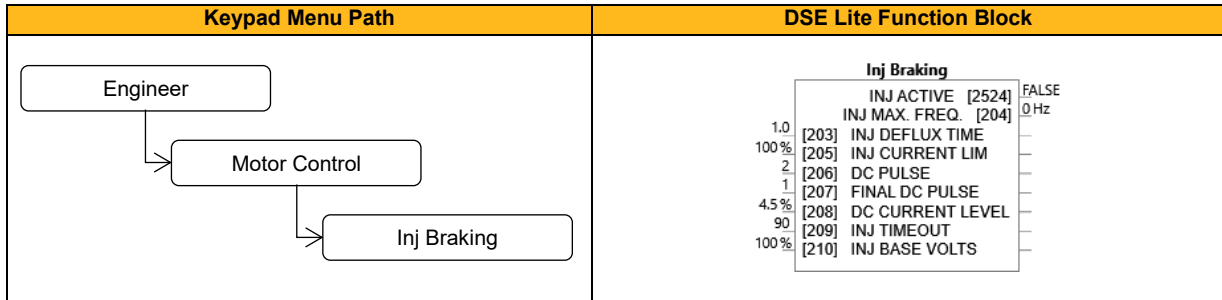 Keypad Menu Path
DSE Lite Function Block
Engineer
Motor Control
Inj Braking
Inj Braking
INJ ACTIVE [2524] FALSE
INJ MAX. FREQ. [204] 0 Hz
1.0 [203] INJ DEFLUX TIME
100 % [205] INJ CURRENT LIM
2 [206] DC PULSE
1 [207] FINAL DC PULSE
4.5 % [208] DC CURRENT LEVEL
90 [209] INJ TIMEOUT
100 % [210] INJ BASE VOLTS